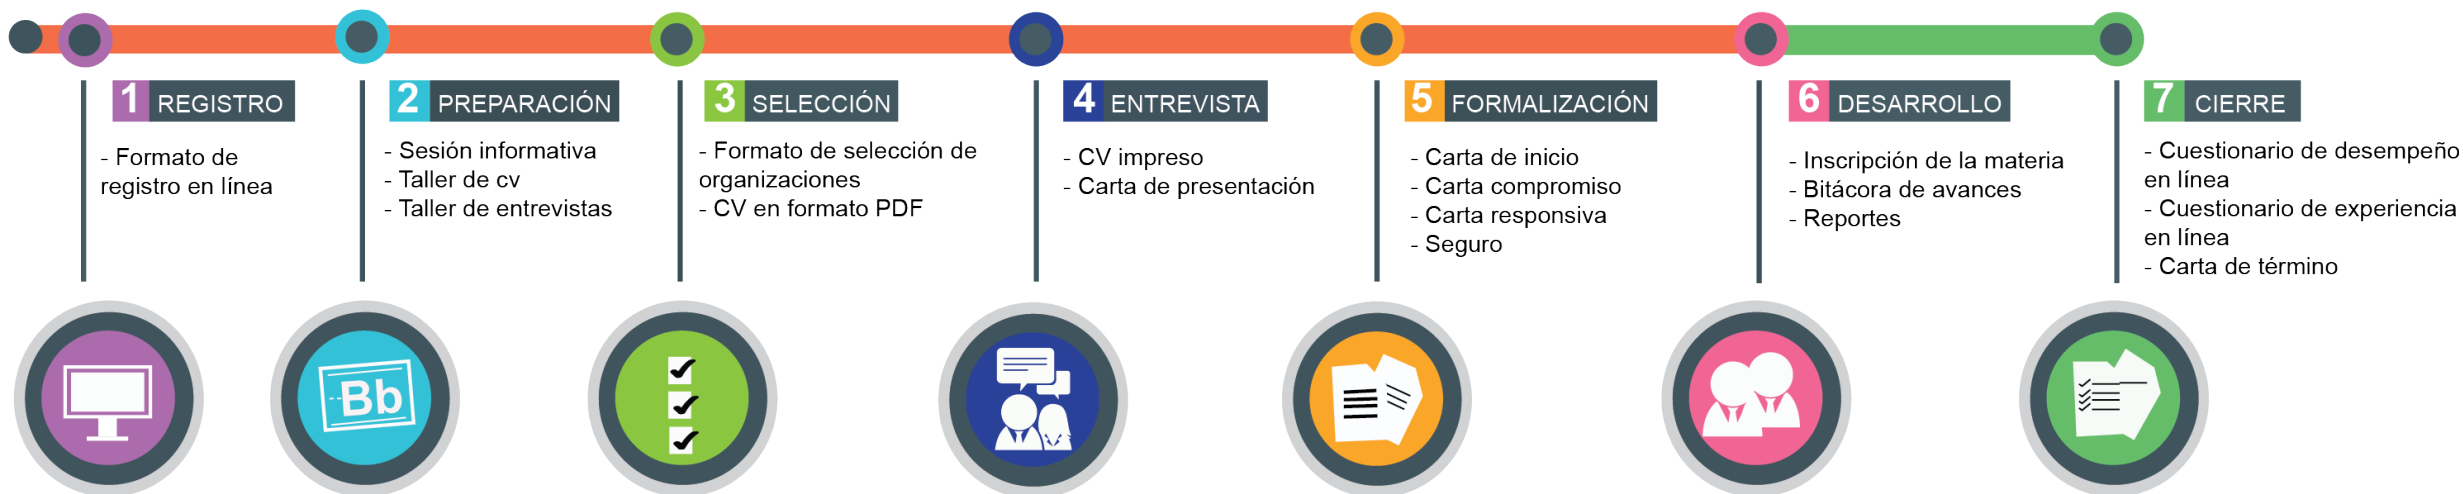 1 REGISTRO
- Formato de
registro en línea
2 PREPARACIÓN
- Sesión informativa
- Taller de cv
- Taller de entrevistas
3 SELECCIÓN
- Formato de selección de
organizaciones
- CV en formato PDF
4 ENTREVISTA
- CV impreso
- Carta de presentación
5 FORMALIZACIÓN
- Carta de inicio
- Carta compromiso
- Carta responsiva
- Seguro
6 DESARROLLO
- Inscripción de la materia
- Bitácora de avances
- Reportes
7 CIERRE
- Cuestionario de desempeño
en línea
- Cuestionario de experiencia
en línea
- Carta de término
Bb